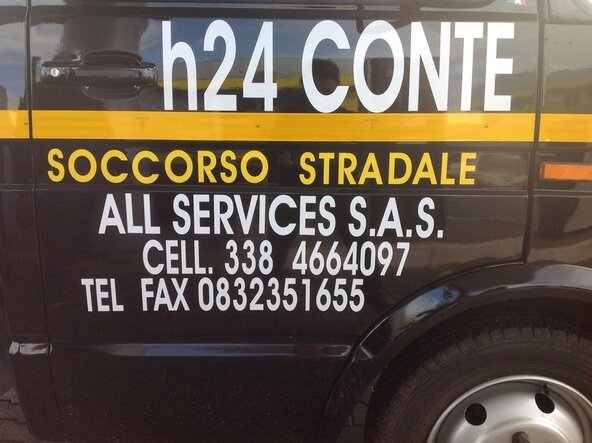 h24 CONTE
SOCCORSO STRADALE
ALL SERVICES S.A.S.
CELL. 338 4664097
TEL FAX 0832351655